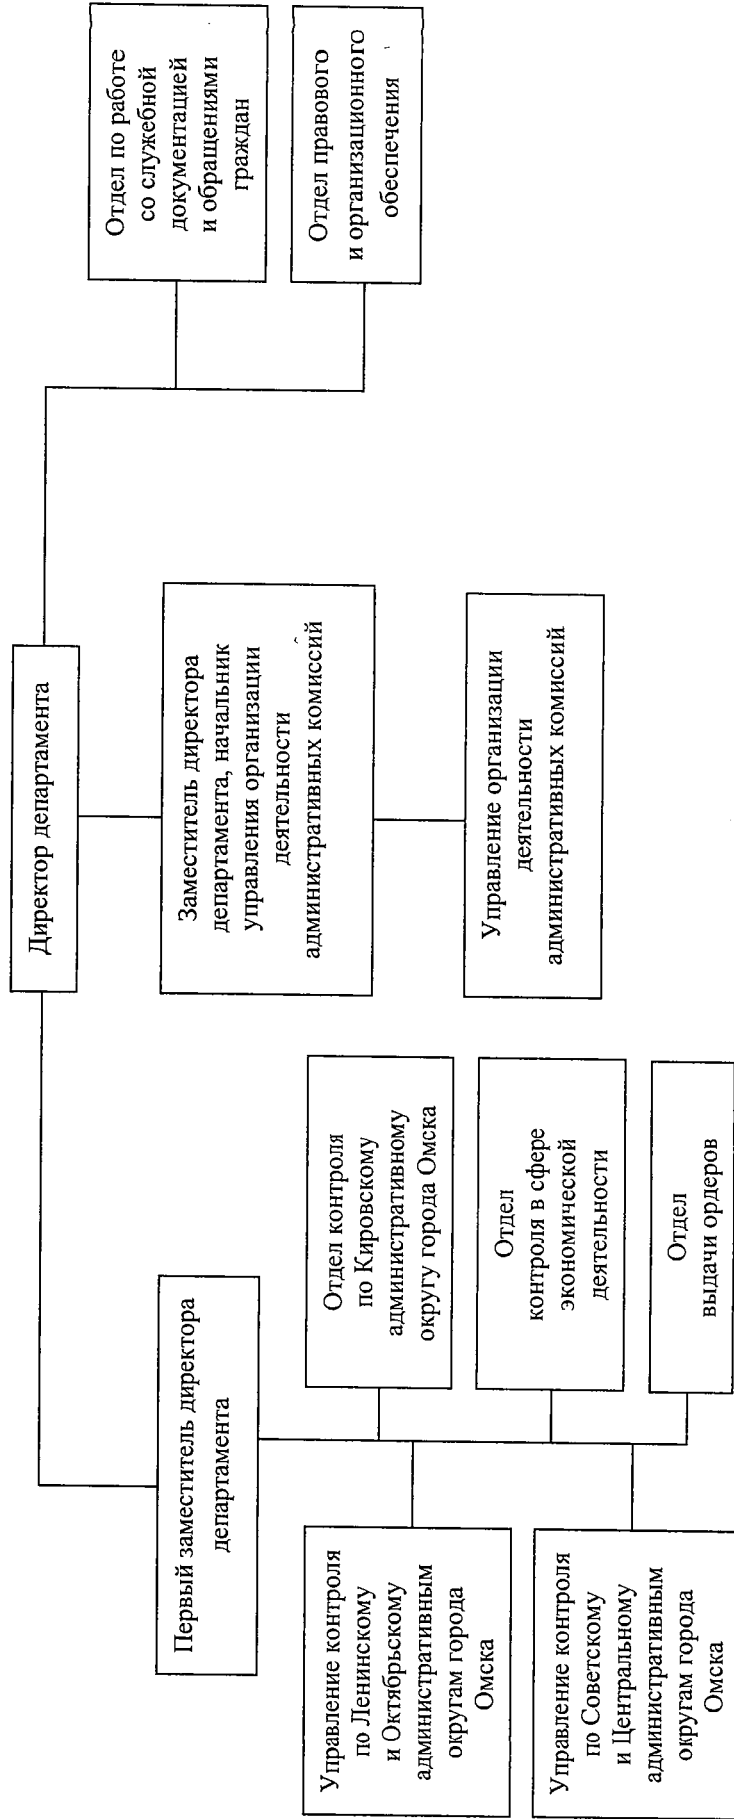 Директор департамента
Первый заместитель директора
департамента
Заместитель директора
департамента, начальник
управления организации
деятельности
административных комиссий
Отдел по работе
со служебной
документацией
и обращениями
граждан
Отдел правового
и организационного
обеспечения
Управление контроля
по Ленинскому
и Октябрьскому
административным
округам города
Омска
Отдел контроля
по Кировскому
административному
округу города Омска
Управление организации
деятельности
административных комиссий
Отдел
контроля в сфере
экономической
деятельности
Управление контроля
по Советскому
и Центральному
административным
округам города
Омска
Отдел
выдачи ордеров